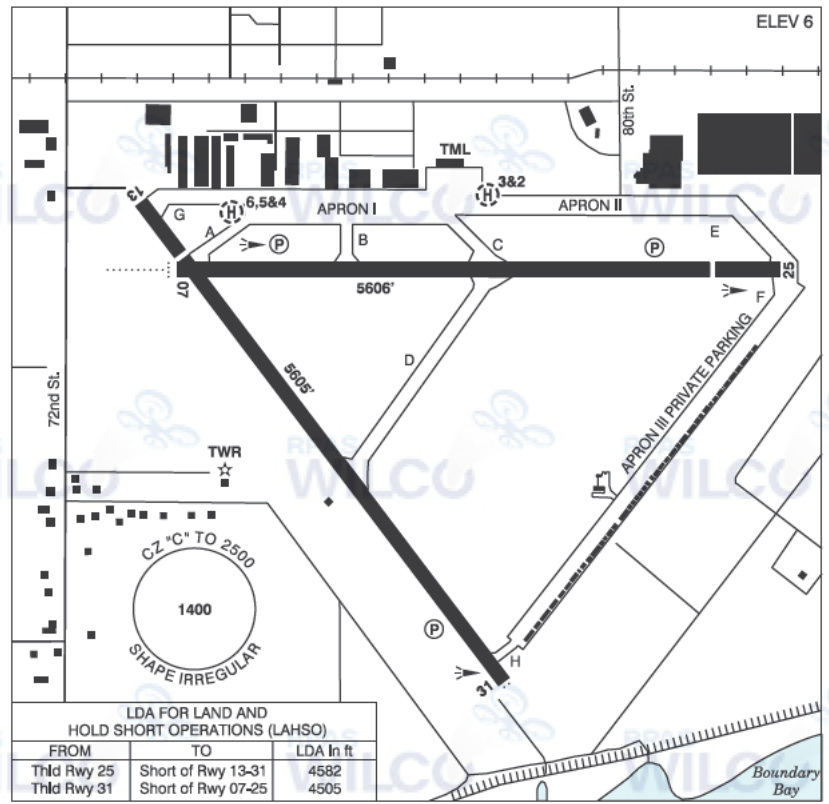 ELEV 6
80th St.
TML
3&2
13
G
6,5&4
H
H
APRON I
APRON II
A
P
B
C
P
E
07
5606'
25
F
D
5605'
72nd St.
APRON III PRIVATE PARKING
TWR
RPAS
WILCO
CZ "C" TO 2500
1400
SHAPE IRREGULAR
P
H
31
LDA FOR LAND AND
HOLD SHORT OPERATIONS (LAHSO)
FROM TO LDA In ft
Thld Rwy 25 Short of Rwy 13-31 4582
Thld Rwy 31 Short of Rwy 07-25 4505
Boundary
Bay